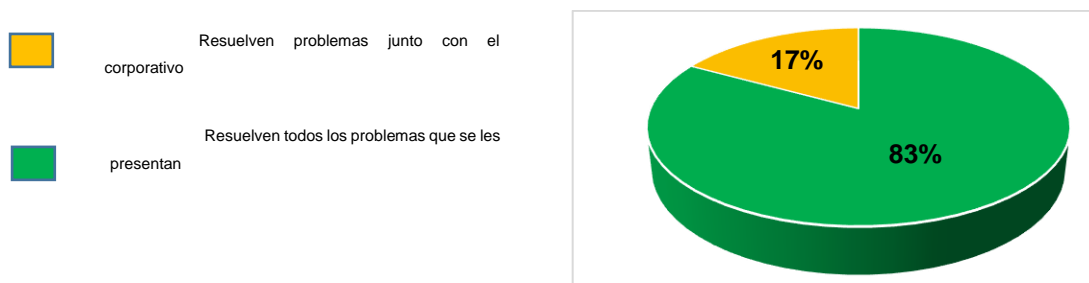 Resuelven problemas junto con el
corporativo
Resuelven todos los problemas que se les
presentan
17%
83%